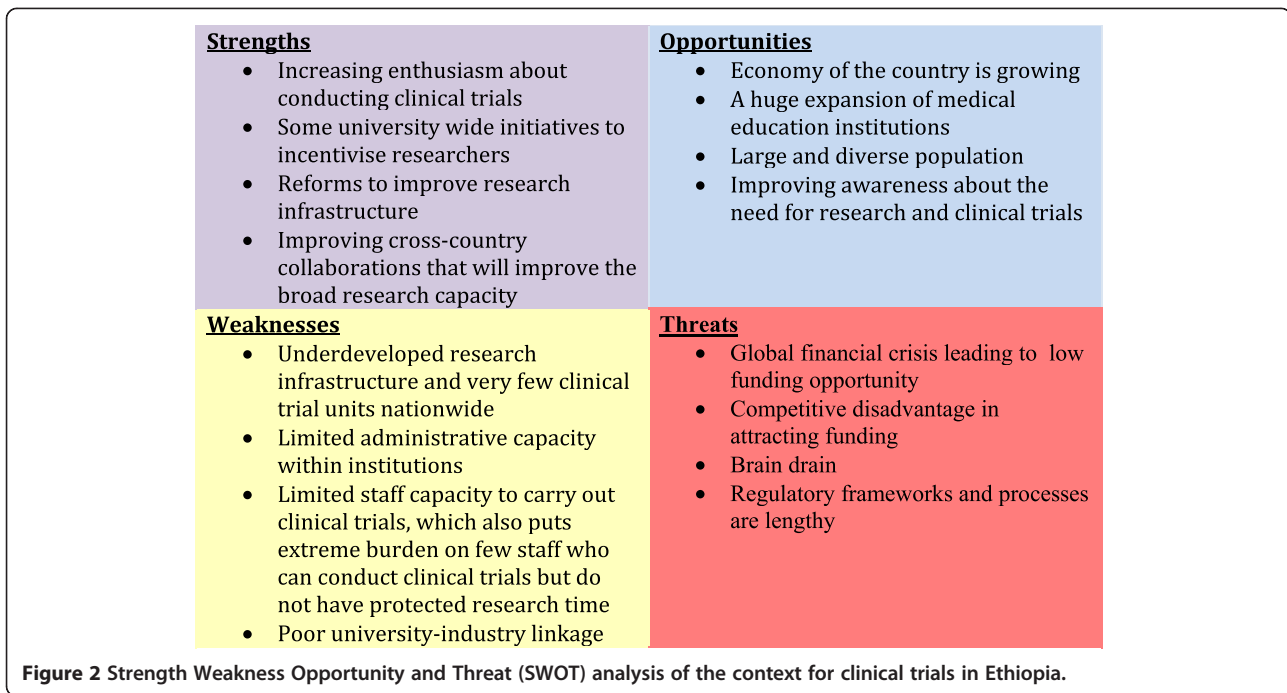 Strengths
• Increasing enthusiasm about
conducting clinical trials
• Some university wide initiatives to
incentivise researchers
• Reforms to improve research
infrastructure
• Improving cross-country
collaborations that will improve the
broad research capacity
Opportunities
• Economy of the country is growing
• A huge expansion of medical
education institutions
• Large and diverse population
• Improving awareness about the
need for research and clinical trials
Weaknesses
• Underdeveloped research
infrastructure and very few clinical
trial units nationwide
• Limited administrative capacity
within institutions
• Limited staff capacity to carry out
clinical trials, which also puts
extreme burden on few staff who
can conduct clinical trials but do
not have protected research time
• Poor university-industry linkage
Threats
• Global financial crisis leading to low
funding opportunity
• Competitive disadvantage in
attracting funding
• Brain drain
• Regulatory frameworks and processes
are lengthy
Figure 2 Strength Weakness Opportunity and Threat (SWOT) analysis of the context for clinical trials in Ethiopia.